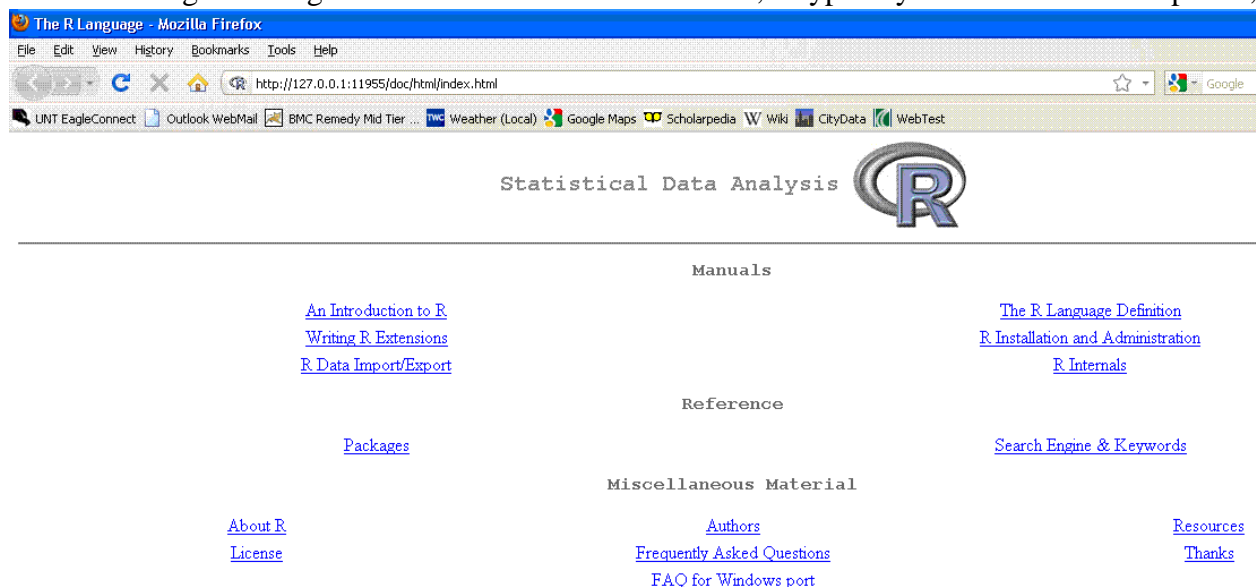 The R Language - Mozilla Firefox
File Edit View History Bookmarks Tools Help
http://127.0.0.1:11955/doc/html/index.html Google
UNT EagleConnect Outlook WebMail BMC Remedy Mid Tier ... TWC Weather (Local) Google Maps Scholarpedia W Wiki CityData WebTest
Statistical Data Analysis R
Manuals
An Introduction to R The R Language Definition
Writing R Extensions R Installation and Administration
R Data Import/Export R Internals
Reference
Packages Search Engine & Keywords
Miscellaneous Material
About R Authors Resources
License Frequently Asked Questions Thanks
FAQ for Windows port